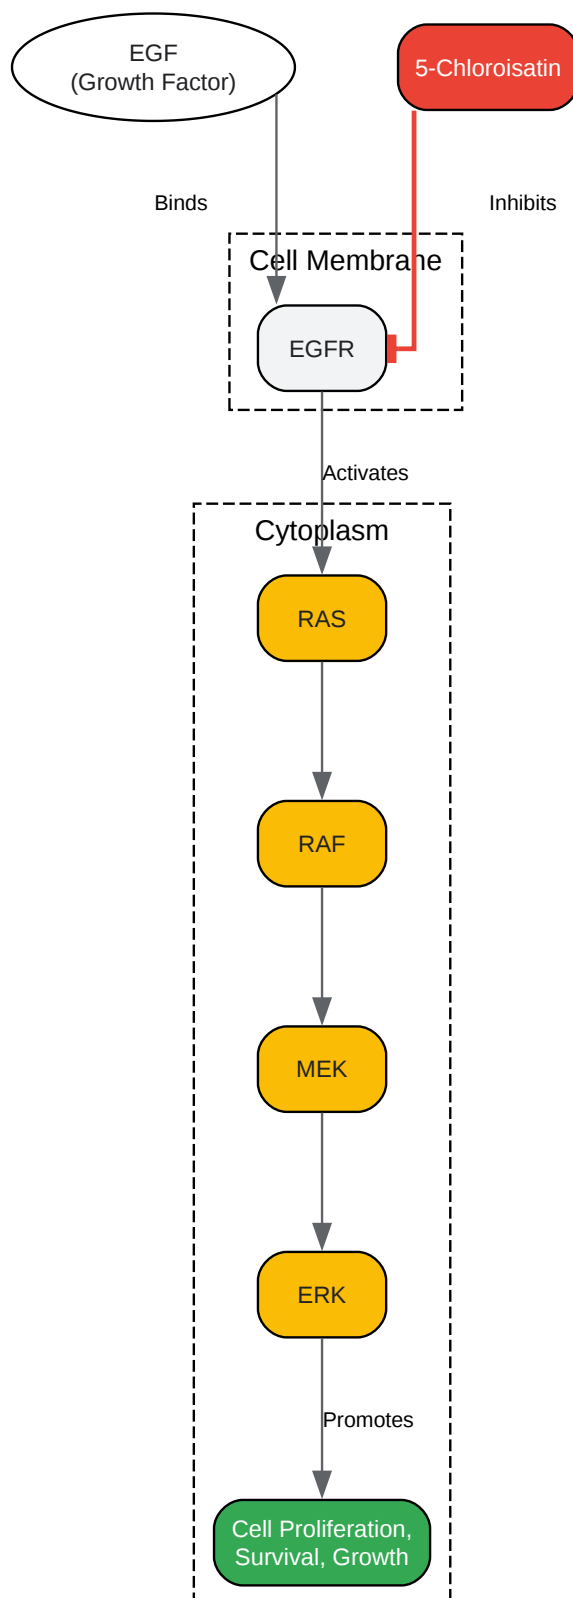 EGF
(Growth Factor)
5-Chloroisatin
Binds
Inhibits
Cell Membrane
EGFR
Activates
Cytoplasm
RAS
RAF
MEK
ERK
Promotes
Cell Proliferation,
Survival, Growth